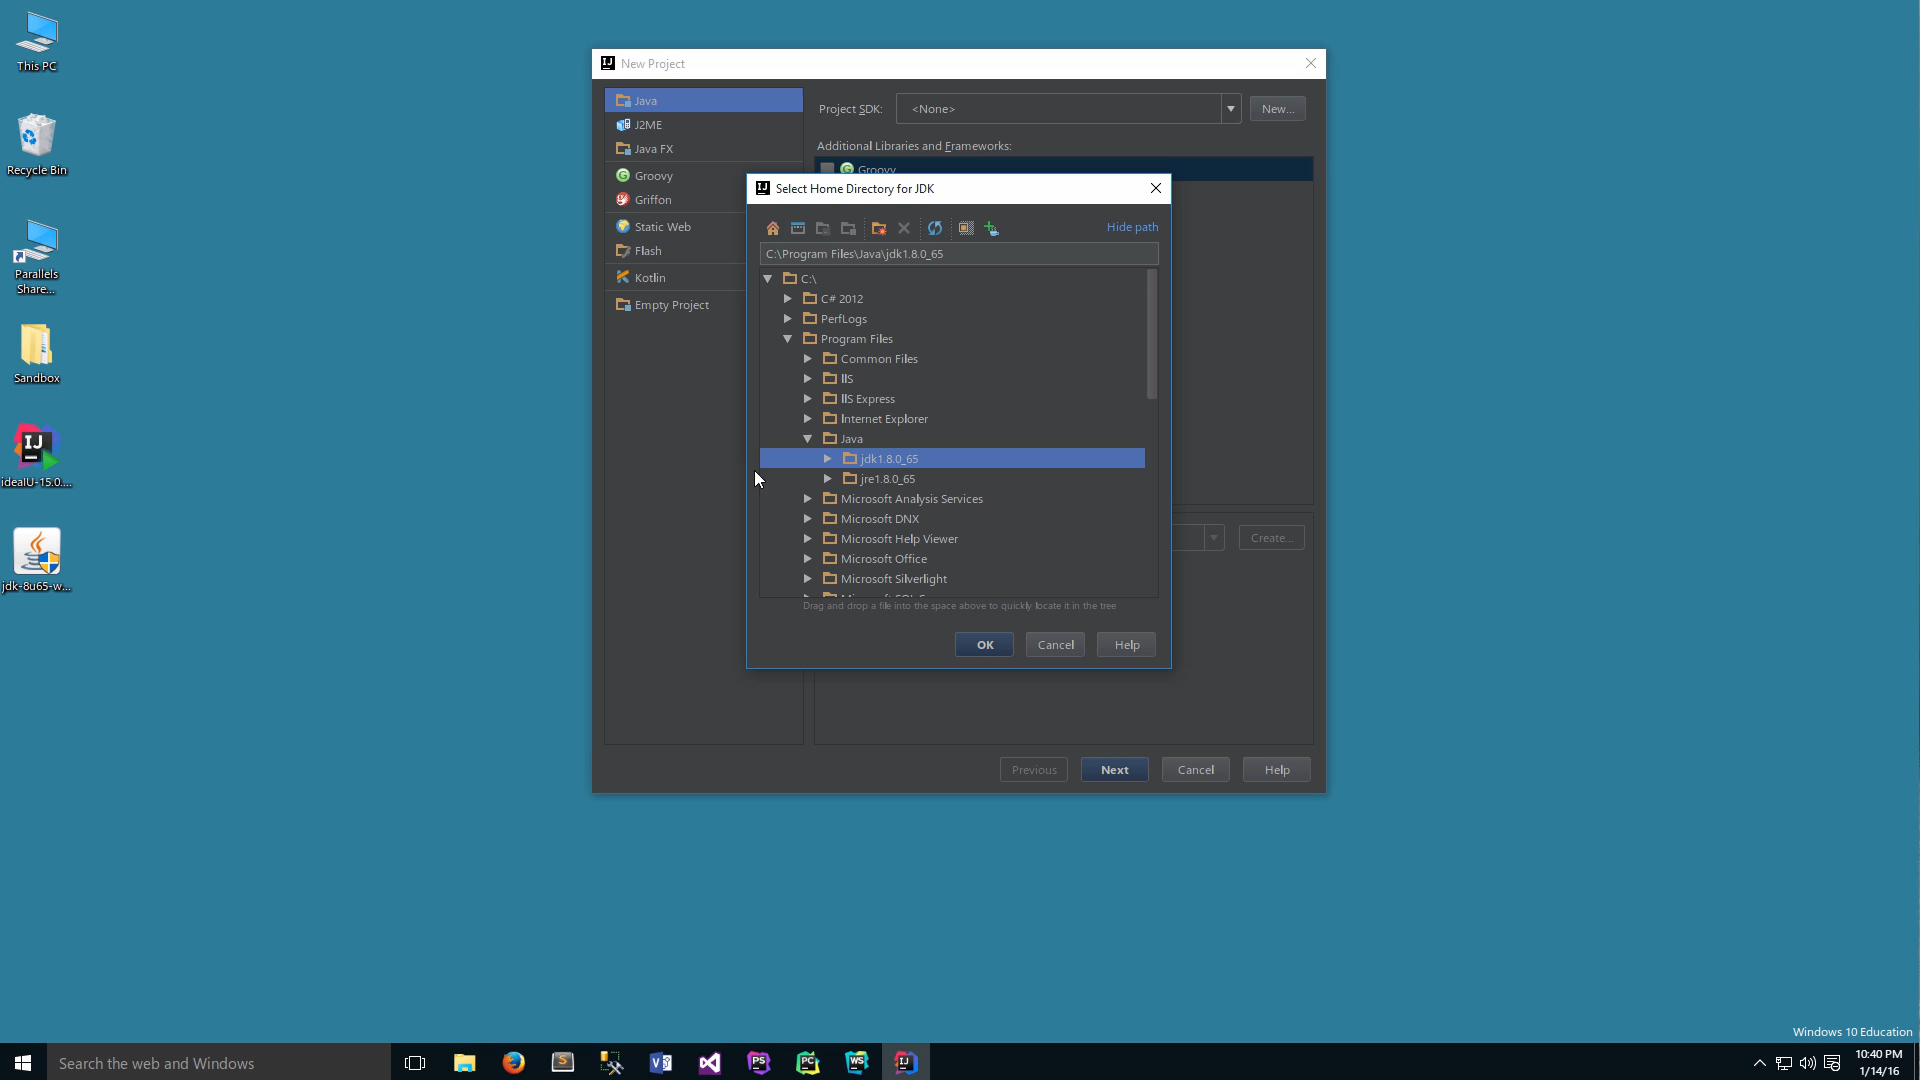 This PC
Recycle Bin
Parallels
Share...
Sandbox
ideaIU-15.0....
jdk-8u65-w...
New Project
Java
J2ME
Java FX
Groovy
Griffon
Static Web
Flash
Kotlin
Empty Project
Project SDK:
<None>
New...
Additional Libraries and Frameworks:
Groovy
Select Home Directory for JDK
Hide path
C:\Program Files\Java\jdk1.8.0_65
C:\
C# 2012
PerfLogs
Program Files
Common Files
IIS
IIS Express
Internet Explorer
Java
jdk1.8.0_65
jre1.8.0_65
Microsoft Analysis Services
Microsoft DNX
Microsoft Help Viewer
Microsoft Office
Microsoft Silverlight
Drag and drop a file into the space above to quickly locate it in the tree
OK
Cancel
Help
Create...
Previous
Next
Cancel
Help
Windows 10 Education
Search the web and Windows
10:40 PM
1/14/16